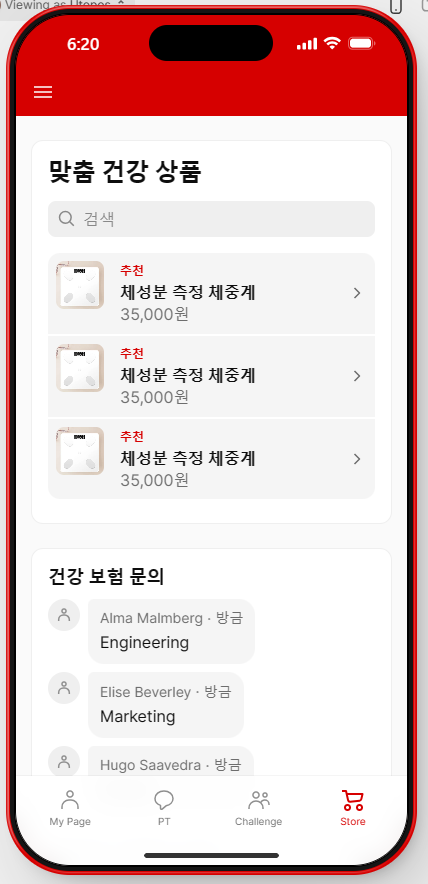 Viewing as Utopos
6:20
맞춤 건강 상품
검색
추천
체성분 측정 체중계
35,000원
추천
체성분 측정 체중계
35,000원
추천
체성분 측정 체중계
35,000원
건강 보험 문의
Alma Malmberg · 방금
Engineering
Elise Beverley · 방금
Marketing
Hugo Saavedra · 방금
My Page
PT
Challenge
Store